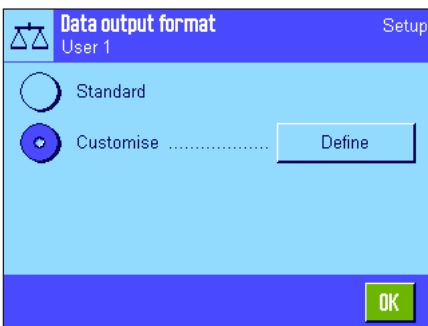 Data output format Setup
User 1
Standard
Customise ................... Define
OK